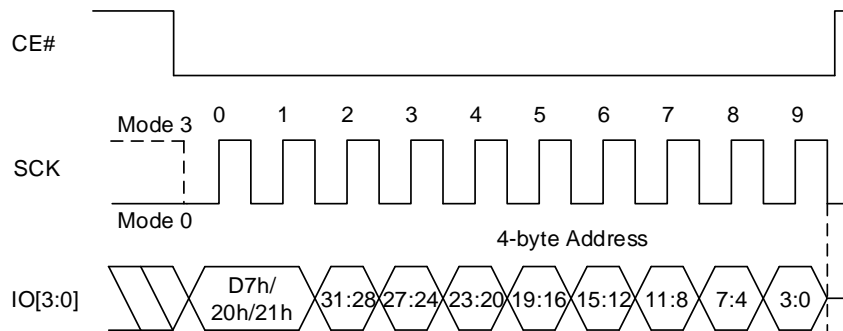 CE#
Mode 3 0 1 2 3 4 5 6 7 8 9
SCK
Mode 0
4-byte Address
IO[3:0] D7h/ 31:28 27:24 23:20 19:16 15:12 11:8 7:4 3:0
20h/21h